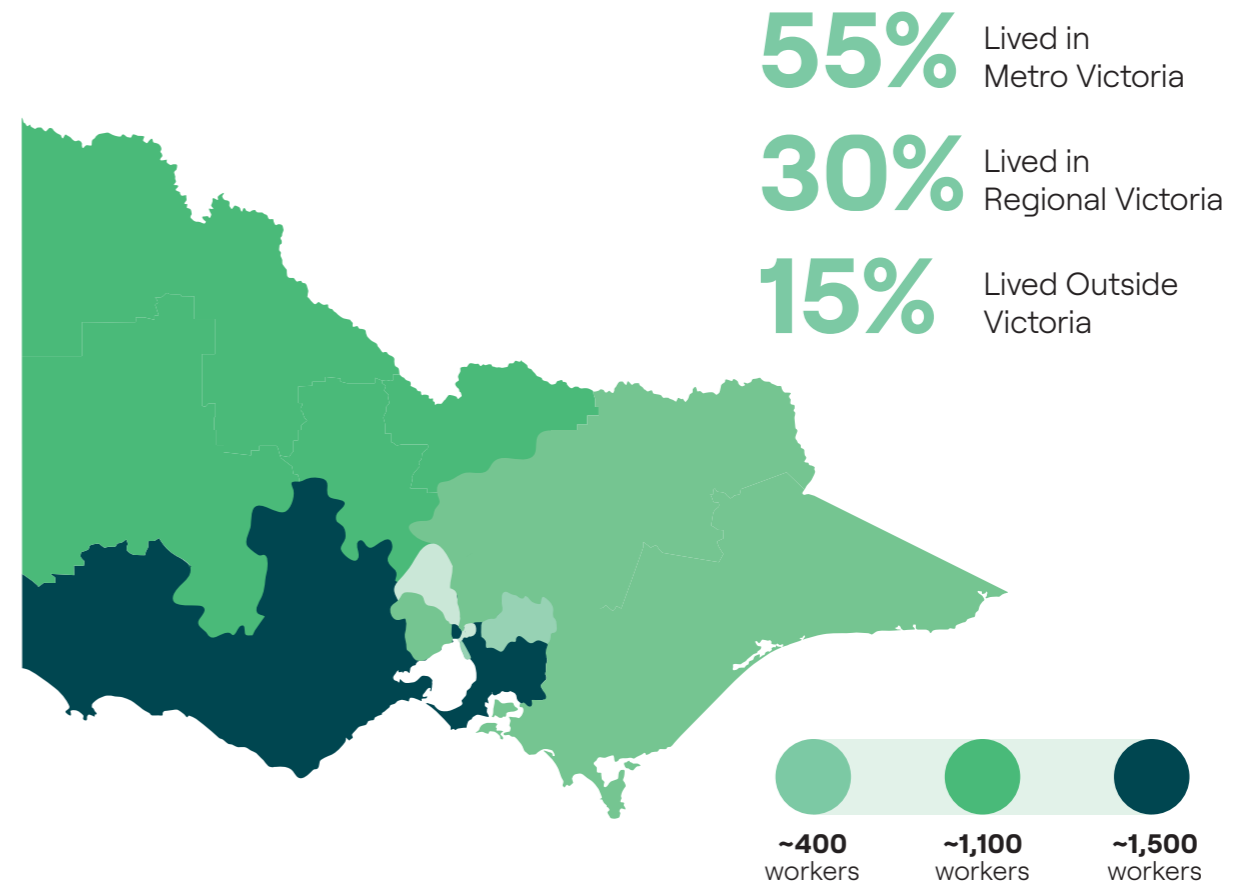 55% Lived in
Metro Victoria
30% Lived in
Regional Victoria
15% Lived Outside
Victoria
~400 ~1,100 ~1,500
workers workers workers